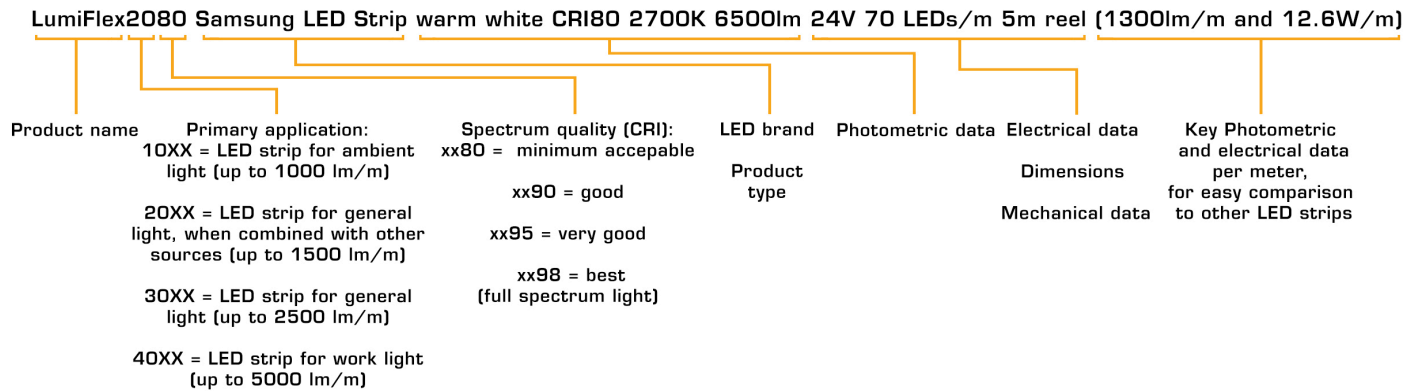 LumiFlex2080 Samsung LED Strip warm white CRI80 2700K 6500lm 24V 70 LEDs/m 5m reel (1300lm/m and 12.6W/m)
Product name
Primary application:
10XX = LED strip for ambient
light (up to 1000 lm/m)
20XX = LED strip for general
light, when combined with other
sources (up to 1500 lm/m)
30XX = LED strip for general
light (up to 2500 lm/m)
40XX = LED strip for work light
(up to 5000 lm/m)
Spectrum quality (CRI):
xx80 = minimum accepable
xx90 = good
xx95 = very good
xx98 = best
(full spectrum light)
LED brand
Product
type
Photometric data
Electrical data
Dimensions
Mechanical data
Key Photometric
and electrical data
per meter,
for easy comparison
to other LED strips